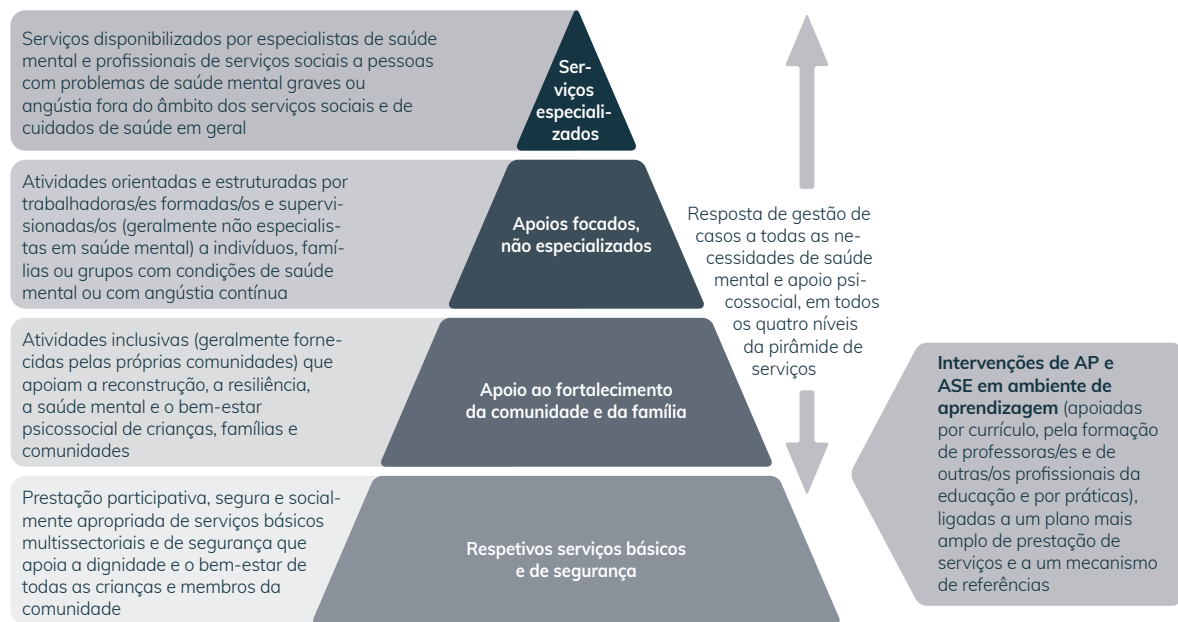 Serviços disponibilizados por especialistas de saúde
mental e profissionais de serviços sociais a pessoas
com problemas de saúde mental graves ou
angústia fora do âmbito dos serviços sociais e de
cuidados de saúde em geral
Ser-
viços
especiali-
zados
Atividades orientadas e estruturadas por
trabalhadoras/es formadas/os e supervi-
sionadas/os (geralmente não especialis-
tas em saúde mental) a indivíduos, famí-
lias ou grupos com condições de saúde
mental ou com angústia contínua
Apoios focados,
não especializados
Atividades inclusivas (geralmente forne-
cidas pelas próprias comunidades) que
apoiam a reconstrução, a resiliência,
a saúde mental e o bem-estar
psicossocial de crianças, famílias e
comunidades
Apoio ao fortalecimento
da comunidade e da família
Prestação participativa, segura e social-
mente apropriada de serviços básicos
multissectoriais e de segurança que
apoia a dignidade e o bem-estar de
todas as crianças e membros da
comunidade
Respetivos serviços básicos
e de segurança
Resposta de gestão de
casos a todas as ne-
cessidades de saúde
mental e apoio psi-
cossocial, em todos
os quatro níveis
da pirâmide de
serviços
Intervenções de AP e
ASE em ambiente de
aprendizagem (apoiadas
por currículo, pela formação
de professoras/es e de
outras/os profissionais da
educação e por práticas),
ligadas a um plano mais
amplo de prestação de
serviços e a um mecanismo
de referências